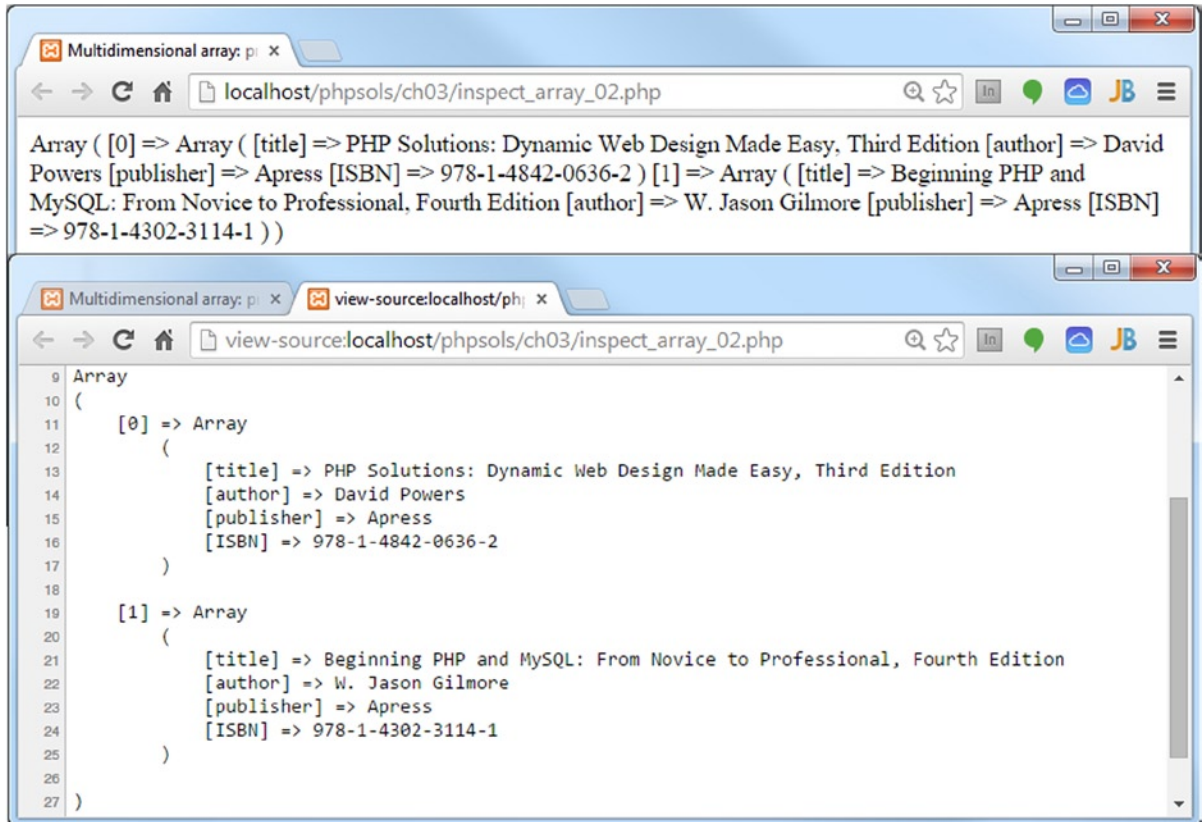 Multidimensional array: p
localhost/phpsols/ch03/inspect_array_02.php
In
JB
Array ( [0] => Array ( [title] => PHP Solutions: Dynamic Web Design Made Easy, Third Edition [author] => David
Powers [publisher] => Apress [ISBN] => 978-1-4842-0636-2 ) [1] => Array ( [title] => Beginning PHP and
MySQL: From Novice to Professional, Fourth Edition [author] => W. Jason Gilmore [publisher] => Apress [ISBN]
=> 978-1-4302-3114-1 ) )
Multidimensional array: p
view-source:localhost/ph
view-source:localhost/phpsols/ch03/inspect_array_02.php
In
JB
9 Array
10 (
11     [0] => Array
12         (
13             [title] => PHP Solutions: Dynamic Web Design Made Easy, Third Edition
14             [author] => David Powers
15             [publisher] => Apress
16             [ISBN] => 978-1-4842-0636-2
17         )
18
19     [1] => Array
20         (
21             [title] => Beginning PHP and MySQL: From Novice to Professional, Fourth Edition
22             [author] => W. Jason Gilmore
23             [publisher] => Apress
24             [ISBN] => 978-1-4302-3114-1
25         )
26
27 )